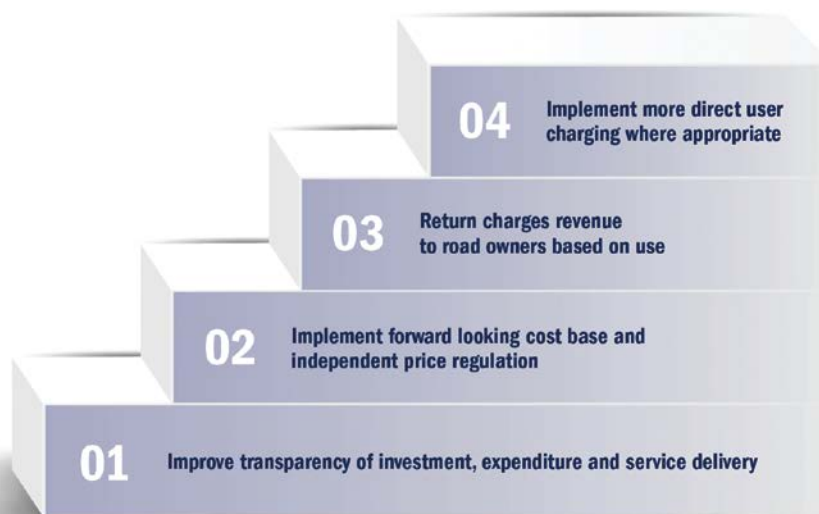 04
Implement more direct user
charging where appropriate
03
Return charges revenue
to road owners based on use
02
Implement forward looking cost base and
independent price regulation
01
Improve transparency of investment, expenditure and service delivery